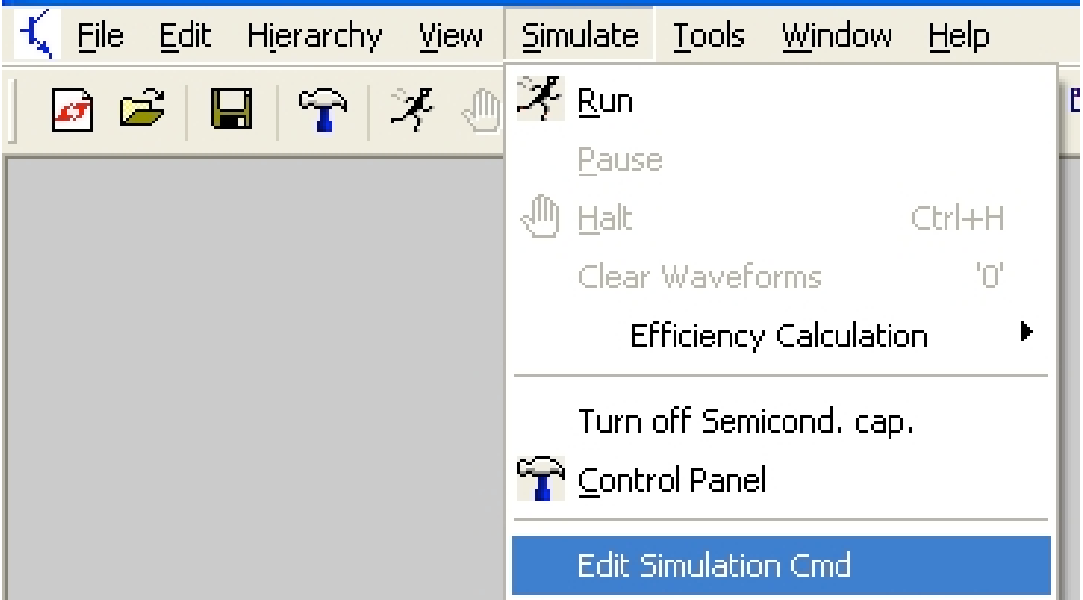 File Edit Hierarchy View Simulate Tools Window Help
Run
Pause
Halt Ctrl+H
Clear Waveforms '0'
Efficiency Calculation
Turn off Semicond. cap.
Control Panel
Edit Simulation Cmd